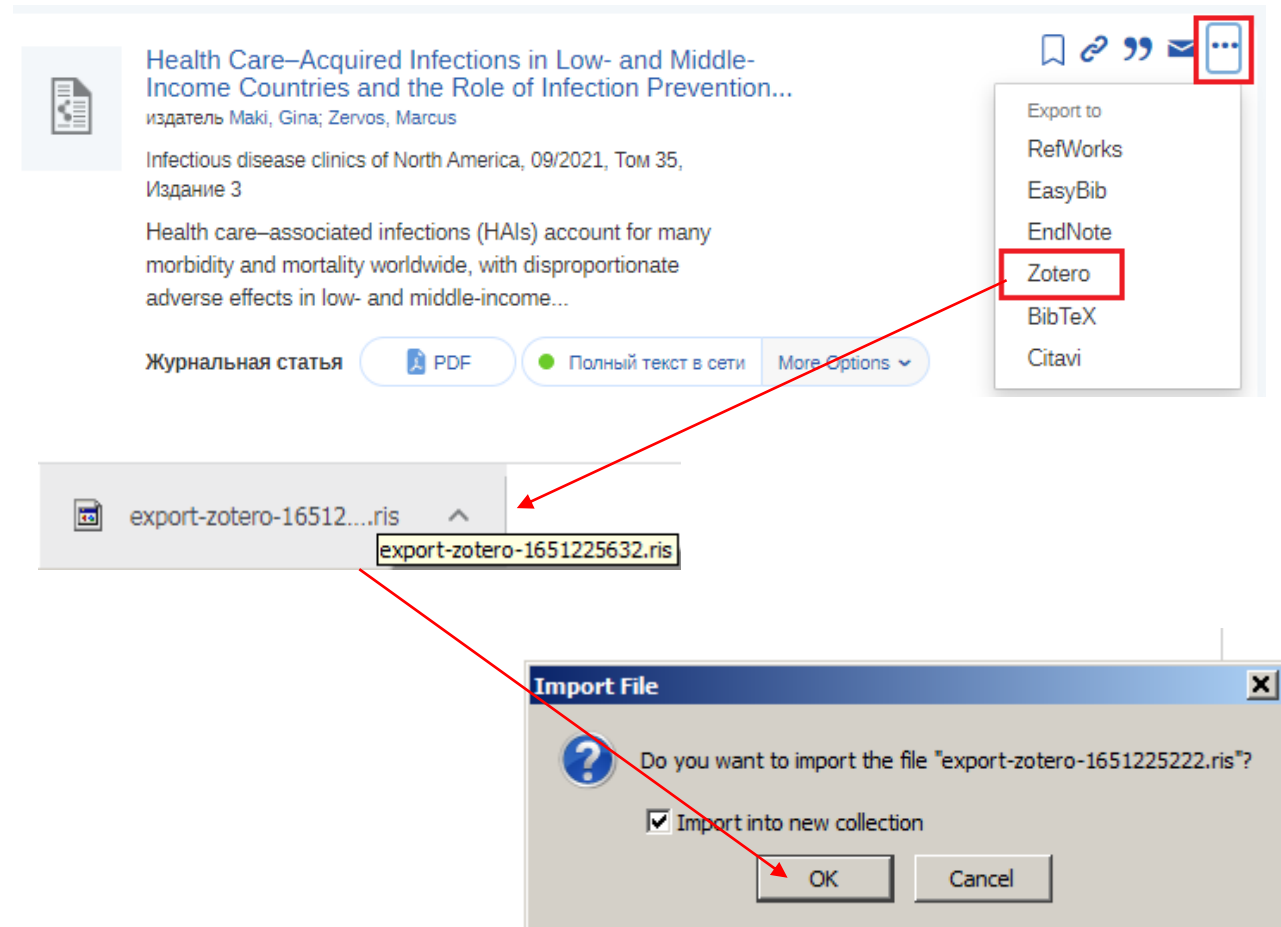 Health Care–Acquired Infections in Low- and Middle-
Income Countries and the Role of Infection Prevention...
издатель Maki, Gina; Zervos, Marcus
Infectious disease clinics of North America, 09/2021, Том 35,
Издание 3
Health care–associated infections (HAIs) account for many
morbidity and mortality worldwide, with disproportionate
adverse effects in low- and middle-income...
Журнальная статья PDF Полный текст в сети More Options
Export to
RefWorks
EasyBib
EndNote
Zotero
BibTeX
Citavi
export-zotero-16512....ris
export-zotero-1651225632.ris
Import File
Do you want to import the file "export-zotero-1651225222.ris"?
Import into new collection
OK Cancel